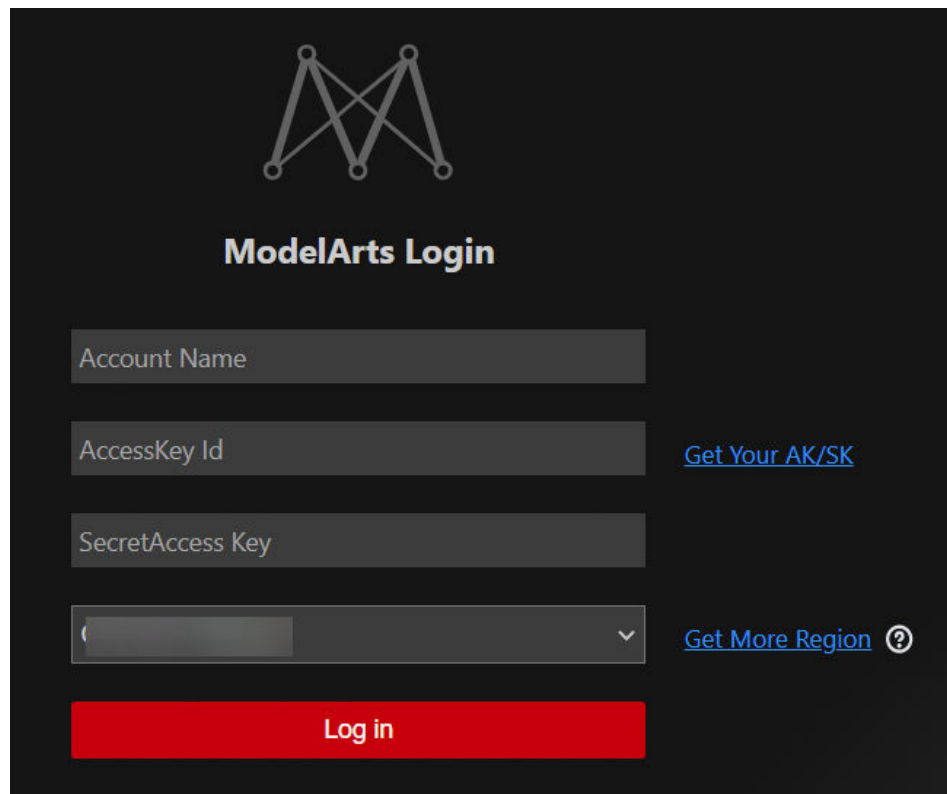 ModelArts Login
Account Name
AccessKey Id
Get Your AK/SK
SecretAccess Key
Get More Region
Log in